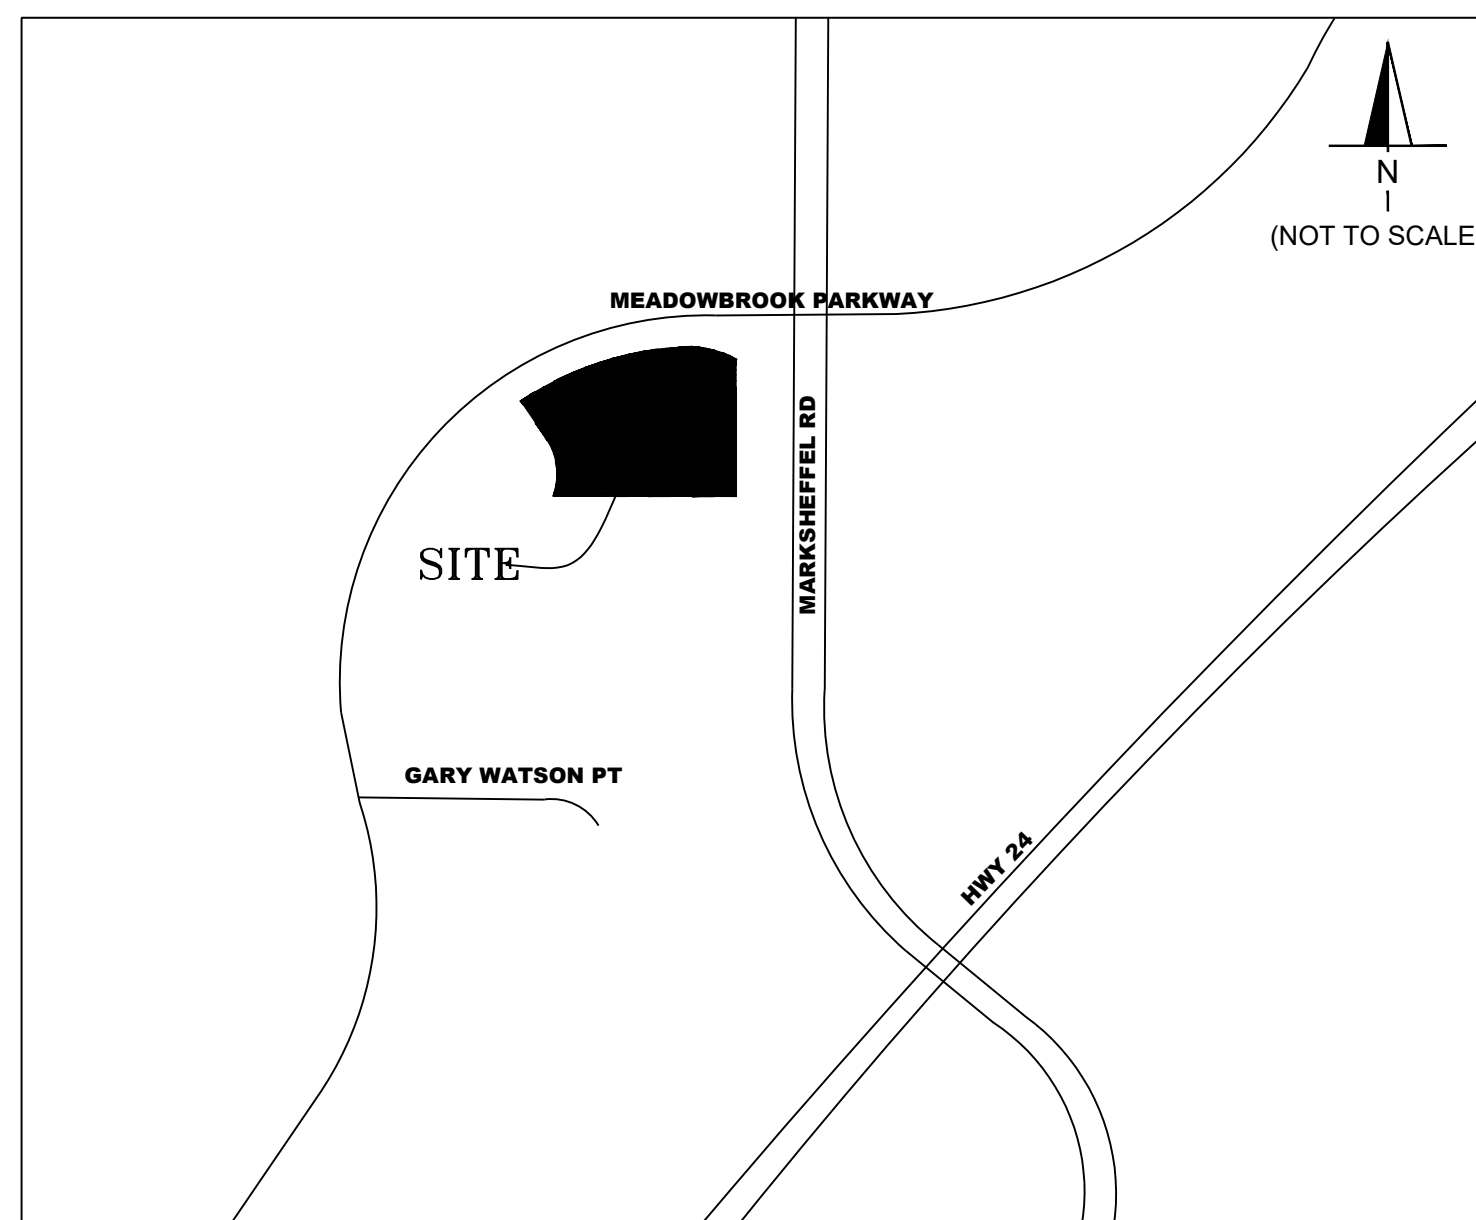 N
(NOT TO SCALE
MEADOWBROOK PARKWAY
MARKSHEFFEL RD
SITE
GARY WATSON PT
HWY 24